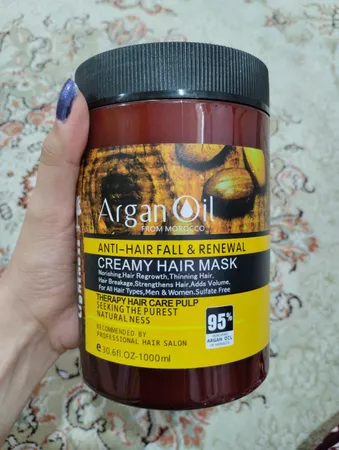 Argan Oil
FROM MOROCCO
ANTI-HAIR FALL & RENEWAL
CREAMY HAIR MASK
Norishing,Hair Regrowth,Thinning Hair,
Hair Breakage,Strengthens Hair,Adds Volume,
For All Hair Types,Men & Women,Sulfate Free
THERAPY HAIR CARE PULP
SEEKING THE PUREST
NATURAL NESS
RECOMMENDED BY
PROFESSIONAL HAIR SALON
e30.6fl.OZ-1000ml
95%
ARGAN OIL